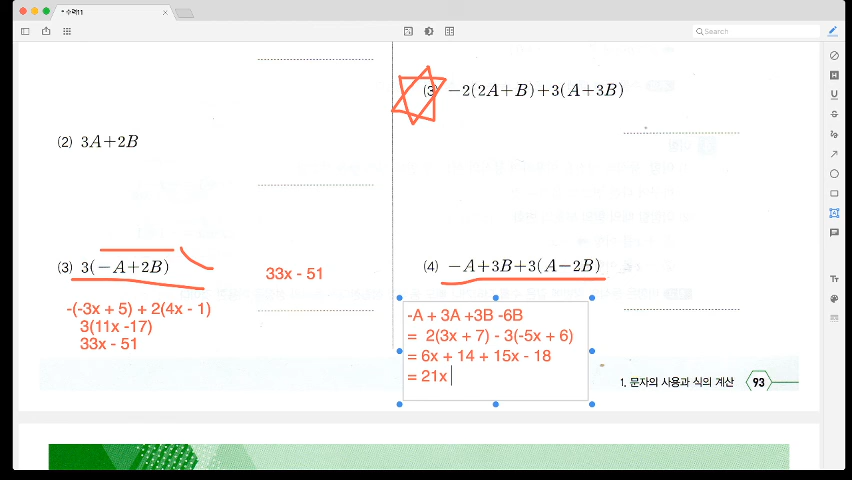 • 수력11
Search
(2) 3A+2B
(3) 3(−A+2B)
33x - 51
-(-3x + 5) + 2(4x - 1)
3(11x -17)
33x - 51
(3) −2(2A+B)+3(A+3B)
(4) −A+3B+3(A−2B)
-A + 3A +3B -6B
= 2(3x + 7) - 3(-5x + 6)
= 6x + 14 + 15x - 18
= 21x
1. 문자의 사용과 식의 계산 93